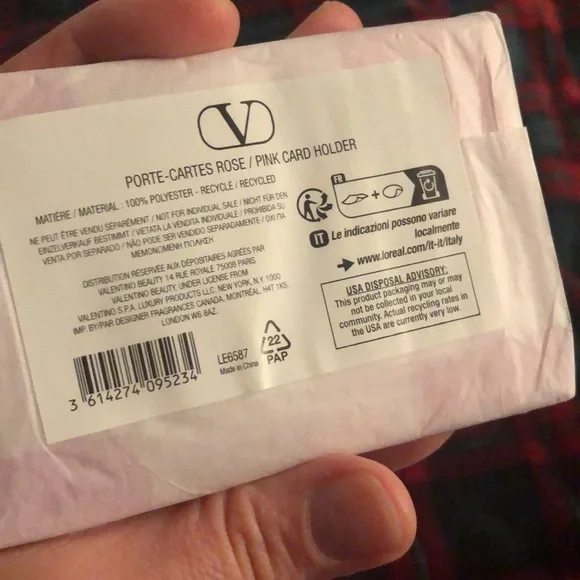 V
PORTE-CARTES ROSE / PINK CARD HOLDER
MATIÈRE / MATERIAL : 100% POLYESTER - RECYCLÉ / RECYCLED
NE PEUT ÊTRE VENDU SÉPARÉMENT / NOT FOR INDIVIDUAL SALE / NICHT FÜR DEN
EINZELVERKAUF BESTIMMT / VIETATA LA VENDITA INDIVIDUALE / PROHIBIDA SU
VENTA POR SEPARADO / NÃO PODE SER VENDIDO SEPARADAMENTE / ΟΧΙ ΓΙΑ
ΜΕΜΟΝΩΜΕΝΗ ΠΩΛΗΣΗ
DISTRIBUTION RÉSERVÉE AUX DÉPOSITAIRES AGRÉÉS PAR
VALENTINO BEAUTY 14 RUE ROYALE 75008 PARIS
VALENTINO BEAUTY, UNDER LICENSE FROM
VALENTINO S.P.A. LUXURY PRODUCTS LLC. NEW YORK, N.Y. 1000
IMP. BY/PAR DESIGNER FRAGRANCES CANADA, MONTRÉAL, H4T 1K5,
LONDON W6 8AZ.
3 614274 095234
LE6587
Made in China
22
PAP
FR
+
IT Le indicazioni possono variare
localmente
www.loreal.com/it-it/italy
USA DISPOSAL ADVISORY:
This product packaging may or may
not be collected in your local
community. Actual recycling rates in
the USA are currently very low.